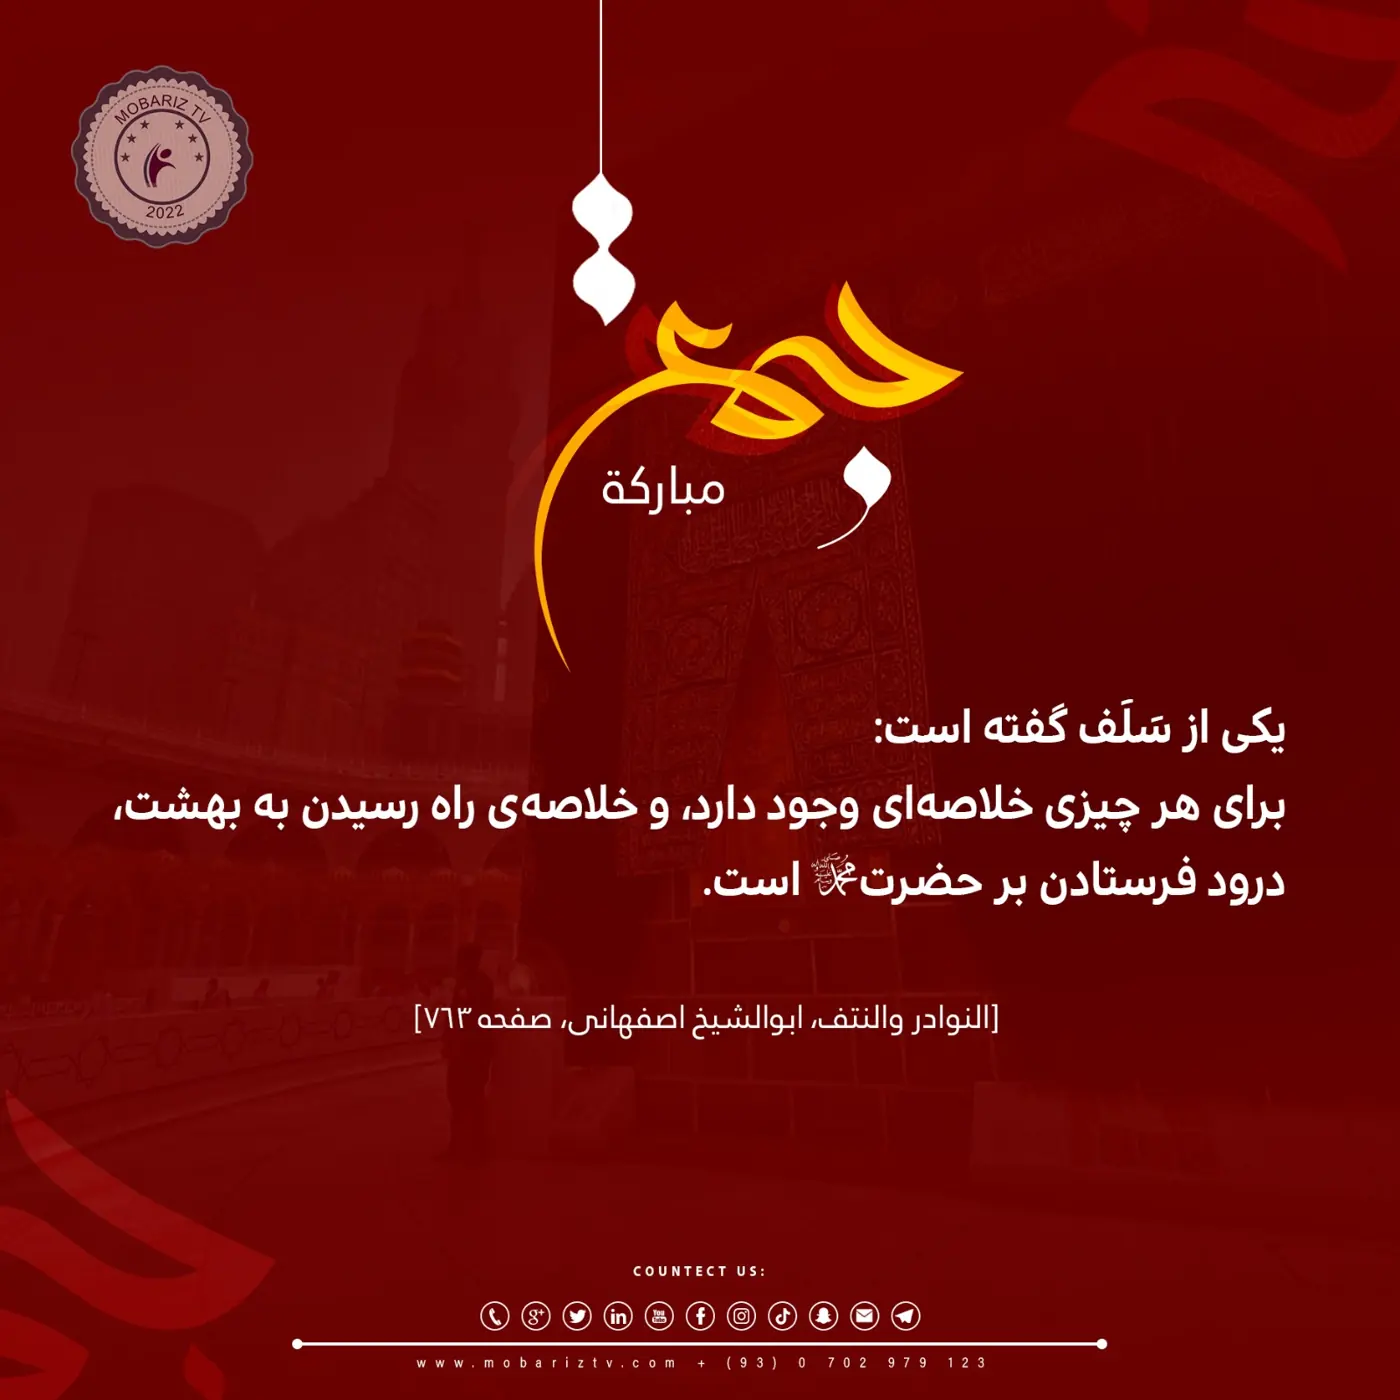 MOBARIZ TV
2022
جمعة
مباركة
یکی از سَلَف گفته است:
برای هر چیزی خلاصه‌ای وجود دارد، و خلاصه‌ی راه رسیدن به بهشت،
درود فرستادن بر حضرت ﷴ ﷺ است.
[النوادر والنتف، ابوالشیخ اصفهانی، صفحه ٧٦٣]
COUNTECT US:
www.mobariztv.com + (93) 0 702 979 123